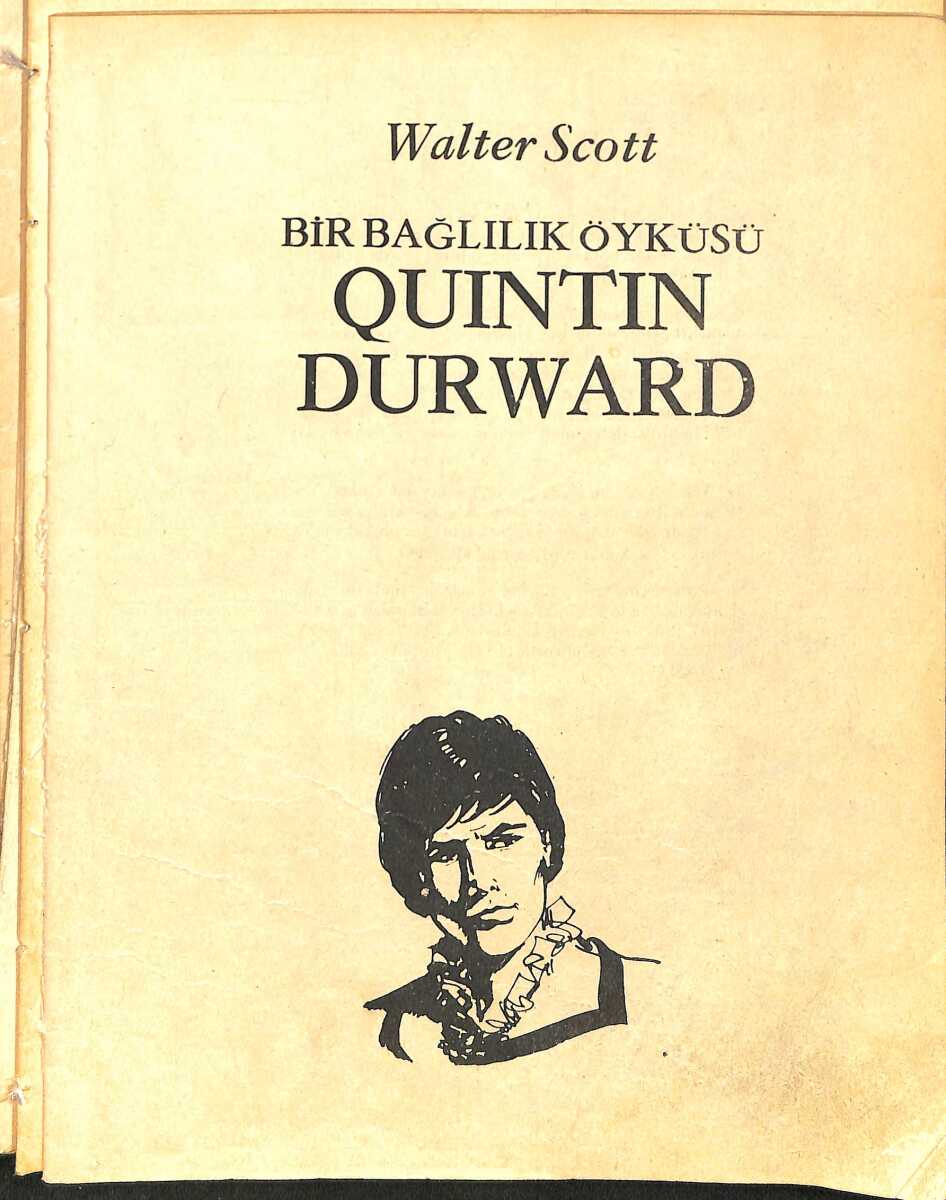 Walter Scott
BİR BAĞLILIK ÖYKÜSÜ
QUINTIN
DURWARD